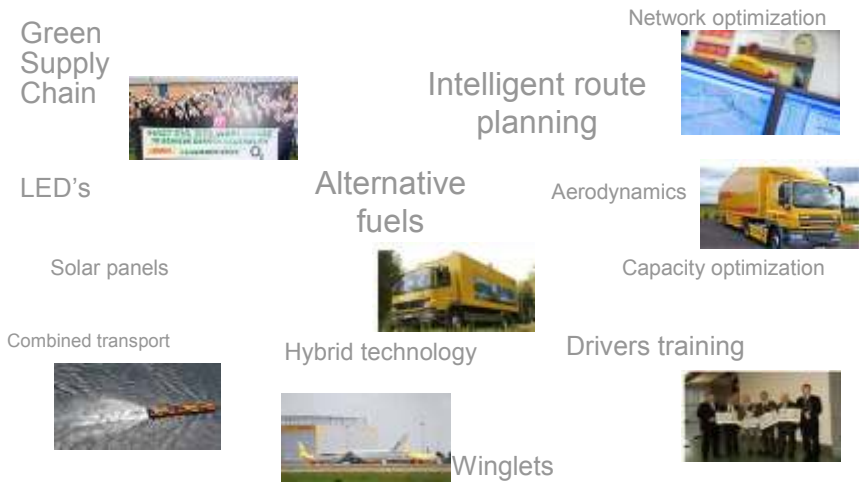 Network optimization
Green
Supply
Chain
Intelligent route
planning
O2
LED's
Alternative
fuels
Aerodynamics
Solar panels
Capacity optimization
Combined transport
Hybrid technology
Drivers training
Winglets